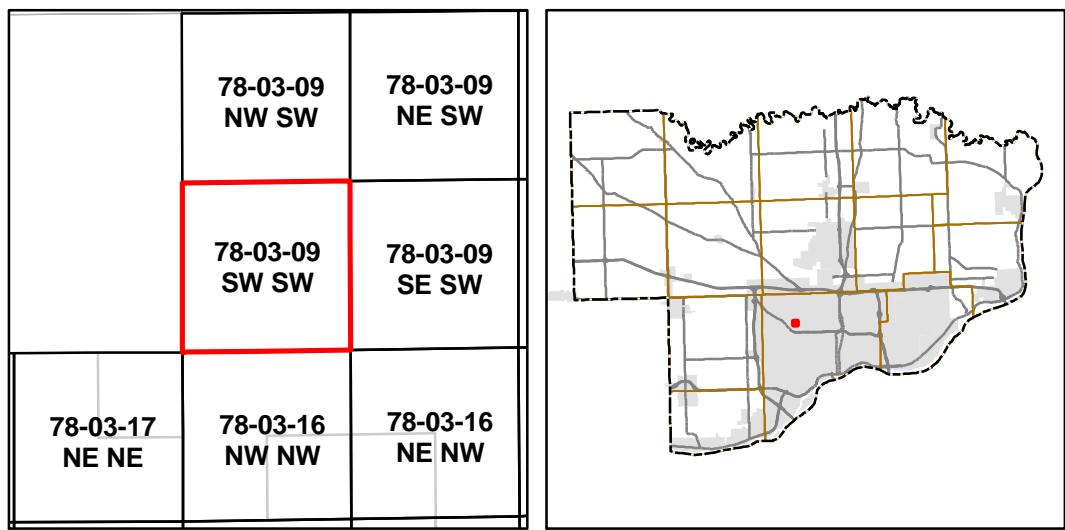 78-03-09
NW SW
78-03-09
NE SW
78-03-09
SW SW
78-03-09
SE SW
78-03-17
NE NE
78-03-16
NW NW
78-03-16
NE NW